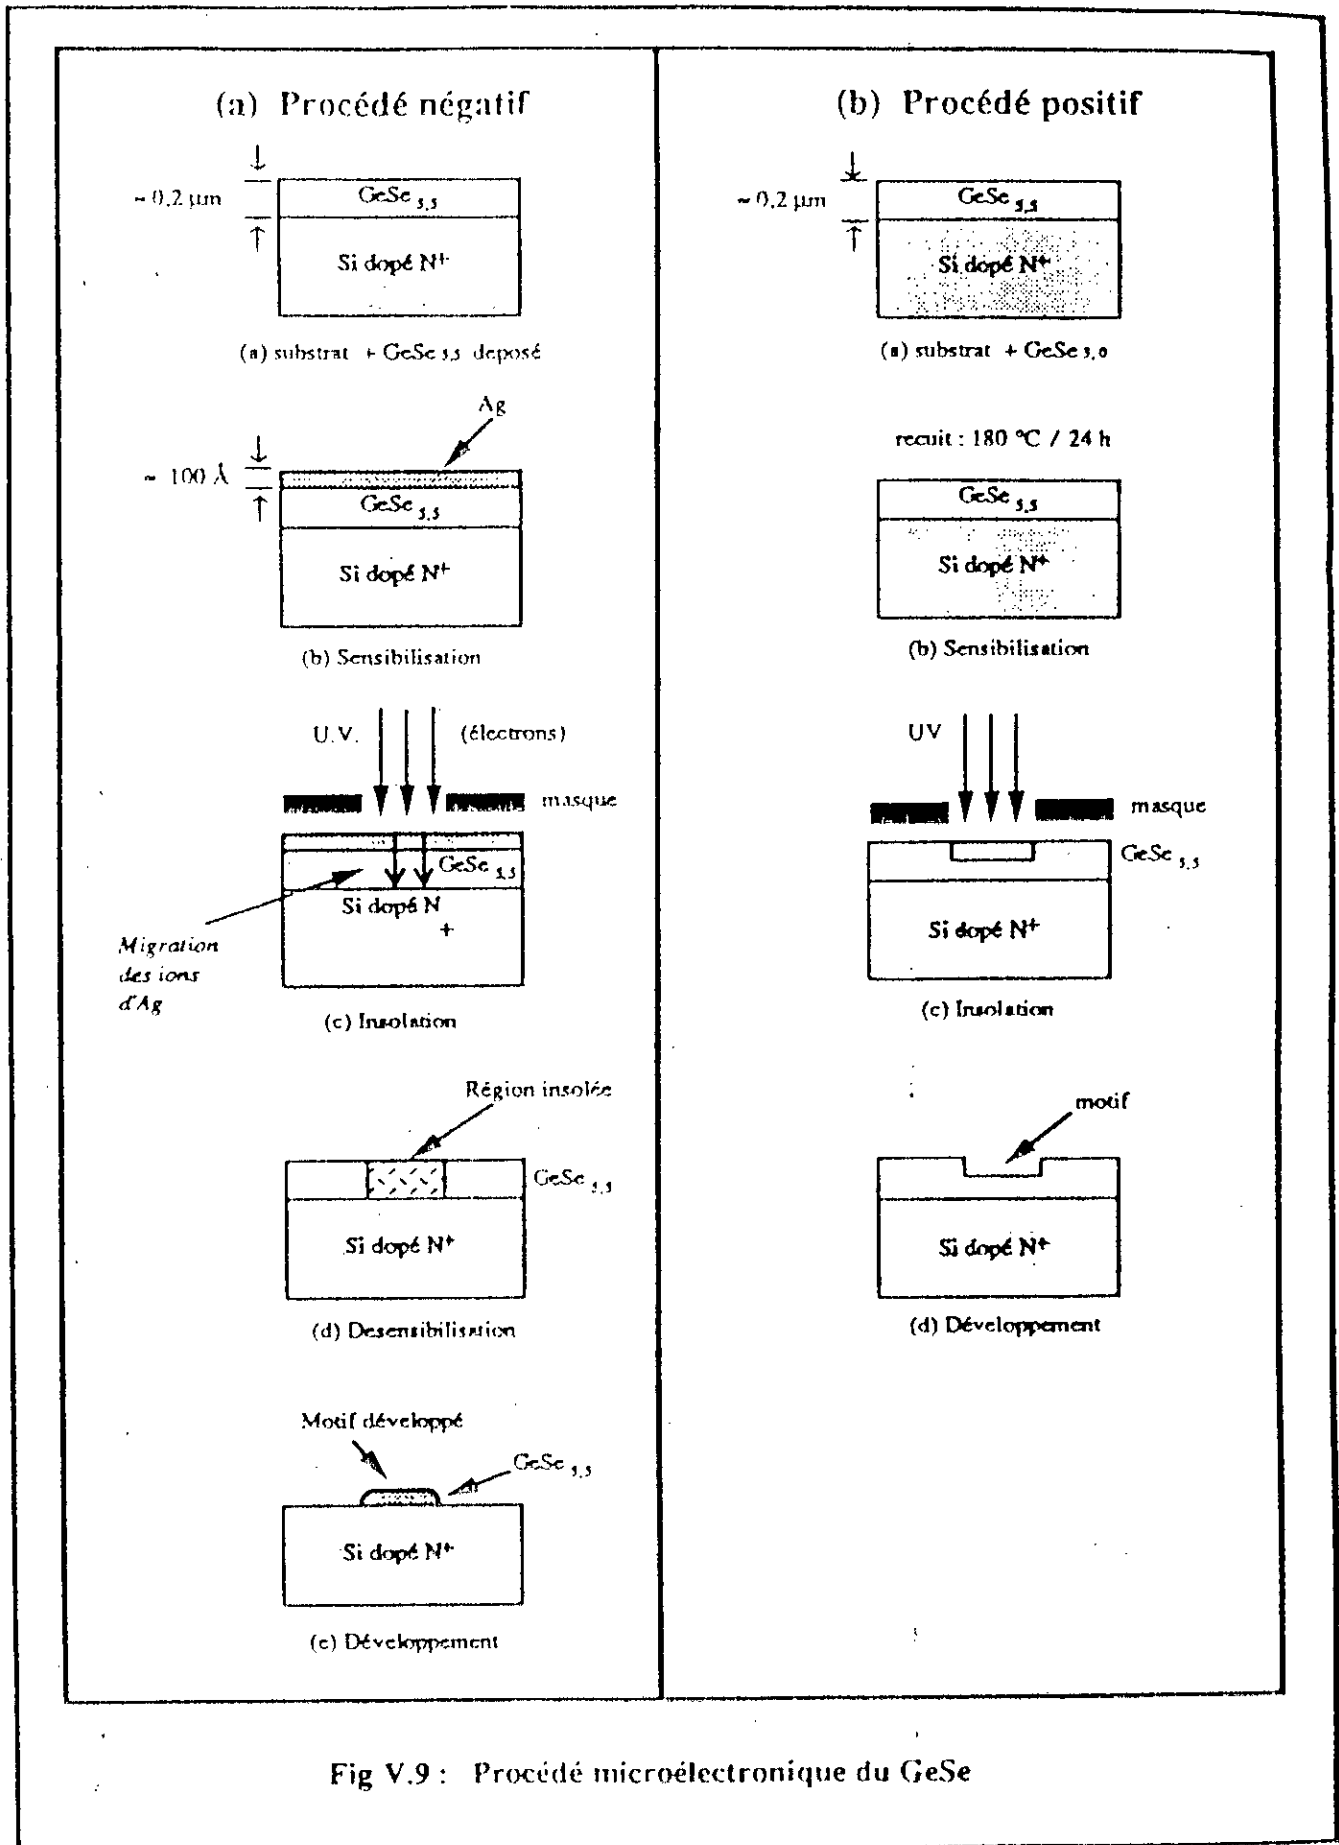 (a) Procédé négatif
~ 0,2 µm
GeSe 5,5
Si dopé N+
(a) substrat + GeSe 5,5 deposé
Ag
~ 100 Å
GeSe 5,5
Si dopé N+
(b) Sensibilisation
U.V.
(électrons)
masque
GeSe 5,5
Si dopé N
+
Migration
des ions
d'Ag
(c) Insolation
Région insolée
GeSe 5,5
Si dopé N+
(d) Desensibilisation
Motif développé
GeSe 5,5
Si dopé N+
(e) Développement
(b) Procédé positif
~ 0,2 µm
GeSe 5,5
Si dopé N+
(a) substrat + GeSe 5,0
recuit : 180 °C / 24 h
GeSe 5,5
Si dopé N+
(b) Sensibilisation
UV
masque
GeSe 5,5
Si dopé N+
(c) Insolation
motif
Si dopé N+
(d) Développement
Fig V.9 : Procédé microélectronique du GeSe